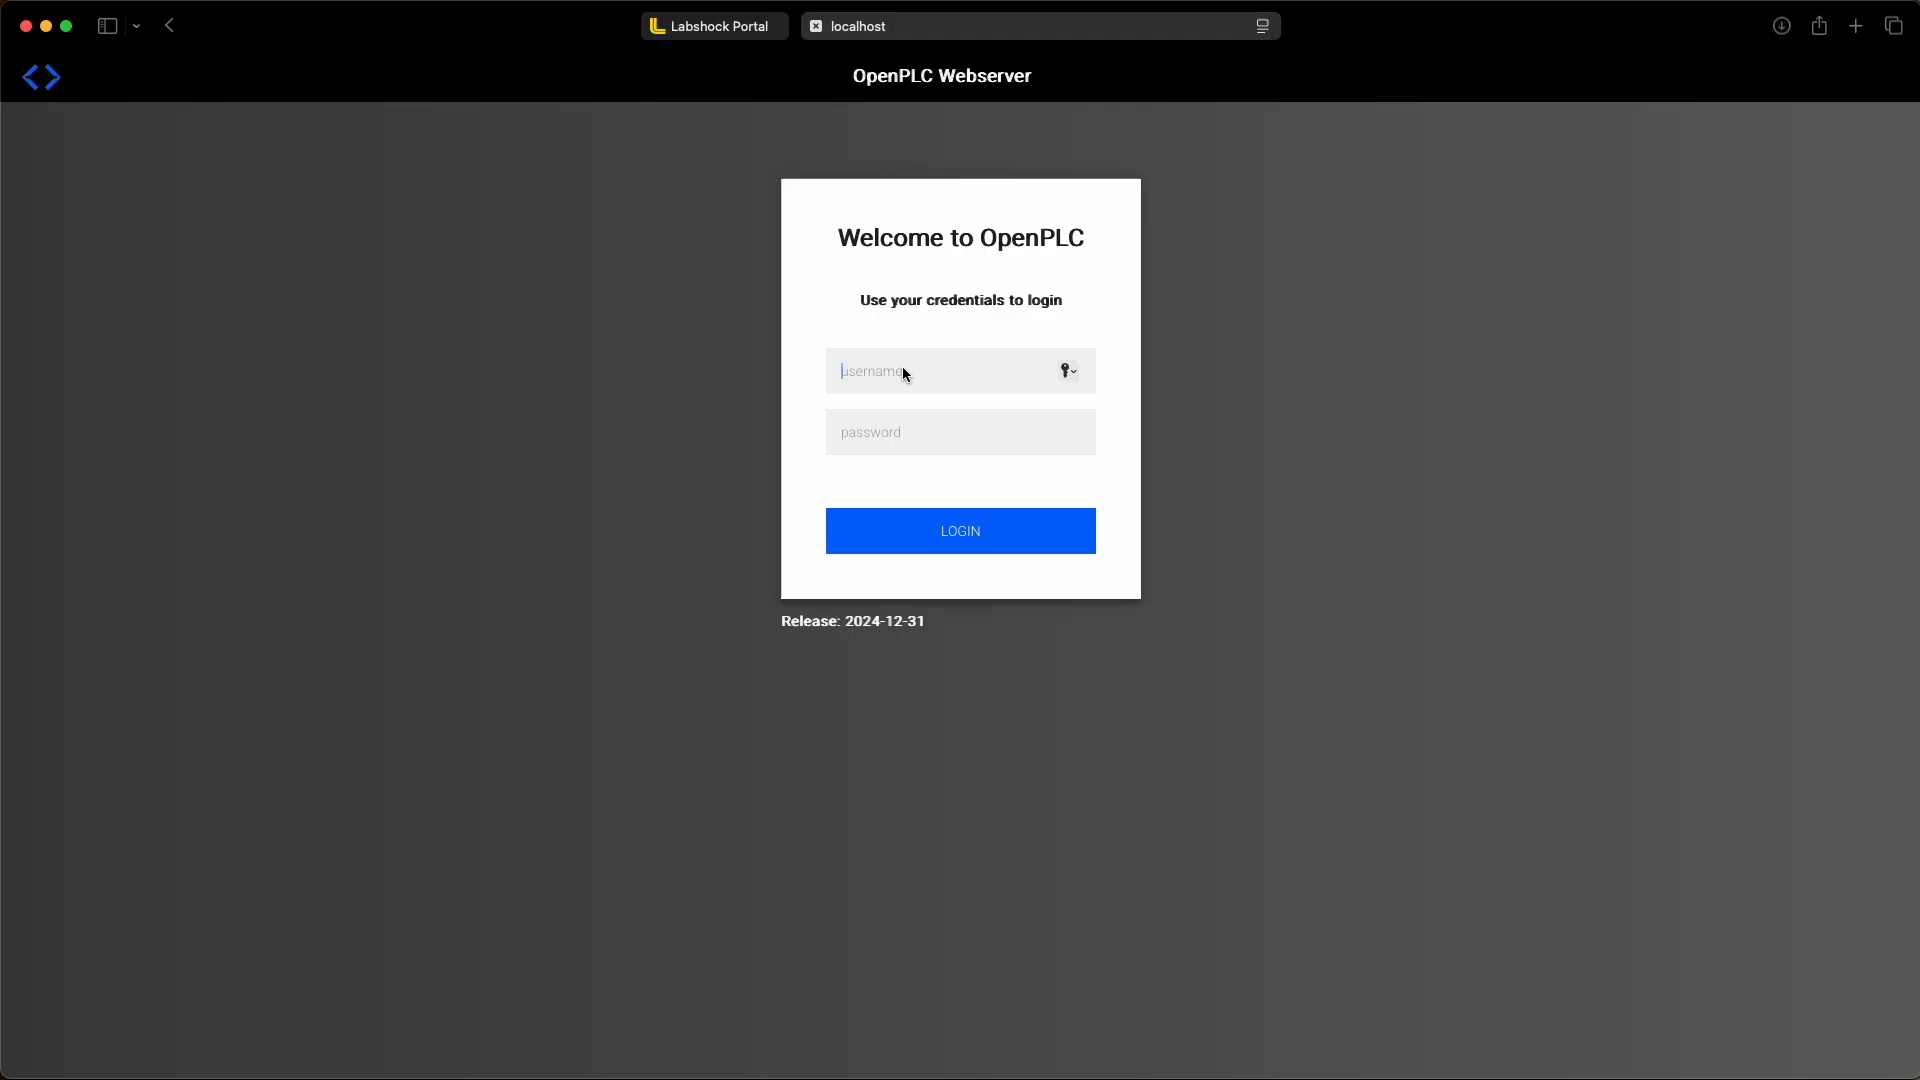 Labshock Portal
localhost
OpenPLC Webserver
Welcome to OpenPLC
Use your credentials to login
username
password
LOGIN
Release: 2024-12-31